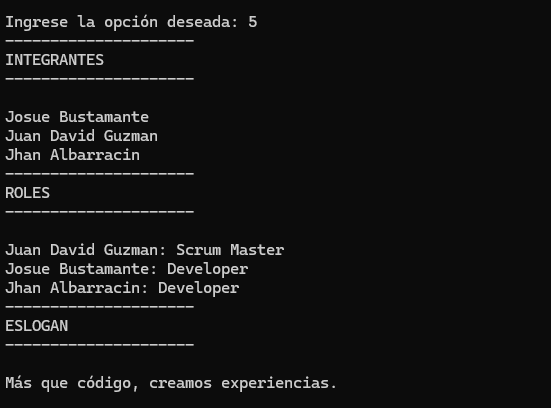 Ingrese la opción deseada: 5
---------------------
INTEGRANTES
---------------------
Josue Bustamante
Juan David Guzman
Jhan Albarracin
---------------------
ROLES
---------------------
Juan David Guzman: Scrum Master
Josue Bustamante: Developer
Jhan Albarracin: Developer
---------------------
ESLOGAN
---------------------
Más que código, creamos experiencias.